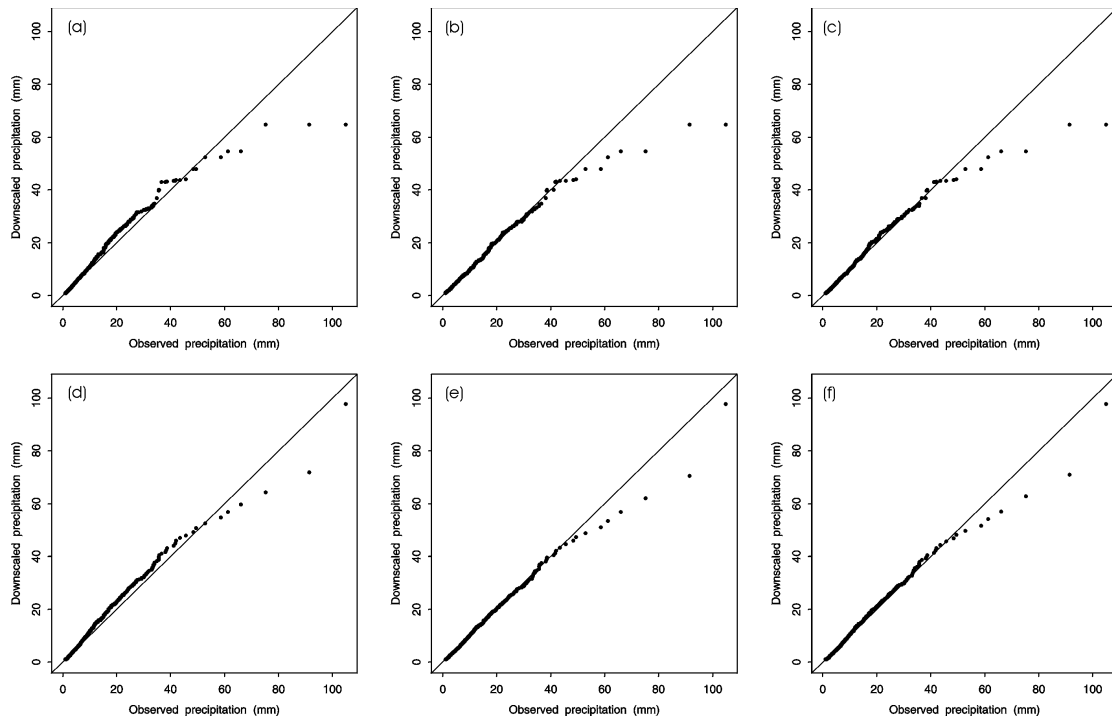 (a)
Downscaled precipitation (mm)
0 20 40 60 80 100
0 20 40 60 80 100
Observed precipitation (mm)
(b)
Downscaled precipitation (mm)
0 20 40 60 80 100
0 20 40 60 80 100
Observed precipitation (mm)
(c)
Downscaled precipitation (mm)
0 20 40 60 80 100
0 20 40 60 80 100
Observed precipitation (mm)
(d)
Downscaled precipitation (mm)
0 20 40 60 80 100
0 20 40 60 80 100
Observed precipitation (mm)
(e)
Downscaled precipitation (mm)
0 20 40 60 80 100
0 20 40 60 80 100
Observed precipitation (mm)
(f)
Downscaled precipitation (mm)
0 20 40 60 80 100
0 20 40 60 80 100
Observed precipitation (mm)